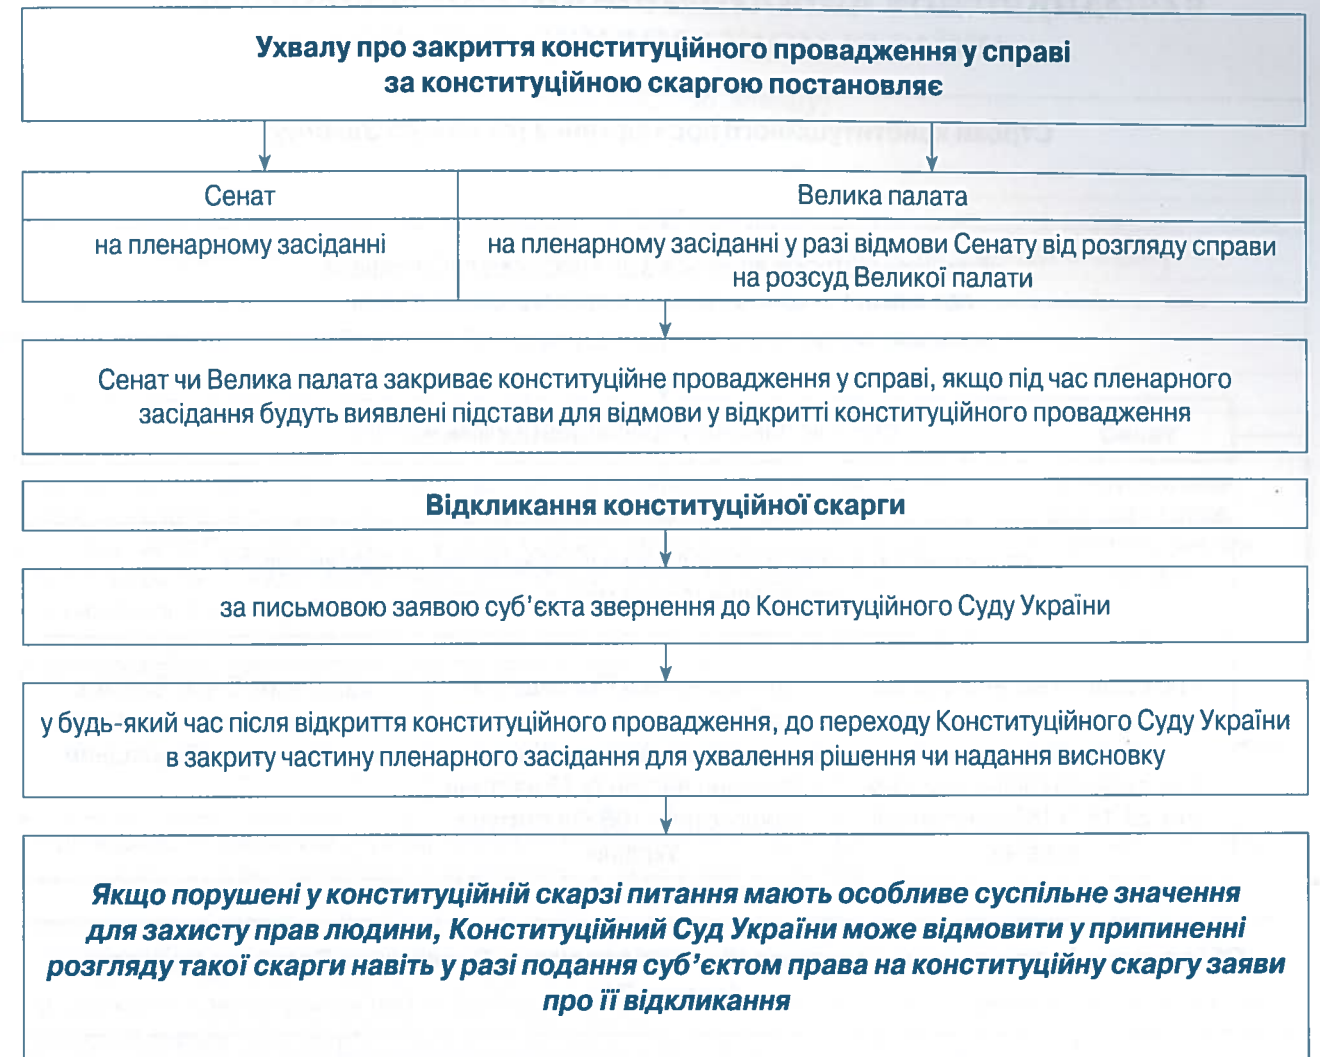 Ухвалу про закриття конституційного провадження у справі
за конституційною скаргою постановляє
Сенат
Велика палата
на пленарному засіданні
на пленарному засіданні у разі відмови Сенату від розгляду справи
на розсуд Великої палати
Сенат чи Велика палата закриває конституційне провадження у справі, якщо під час пленарного
засідання будуть виявлені підстави для відмови у відкритті конституційного провадження
Відкликання конституційної скарги
за письмовою заявою суб’єкта звернення до Конституційного Суду України
у будь-який час після відкриття конституційного провадження, до переходу Конституційного Суду України
в закриту частину пленарного засідання для ухвалення рішення чи надання висновку
Якщо порушені у конституційній скарзі питання мають особливе суспільне значення
для захисту прав людини, Конституційний Суд України може відмовити у припиненні
розгляду такої скарги навіть у разі подання суб’єктом права на конституційну скаргу заяви
про її відкликання